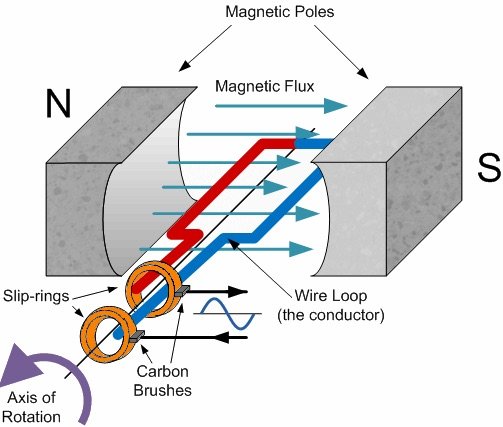 Magnetic Poles
Magnetic Flux
N
S
Slip-rings
Wire Loop
(the conductor)
Carbon
Brushes
Axis of
Rotation